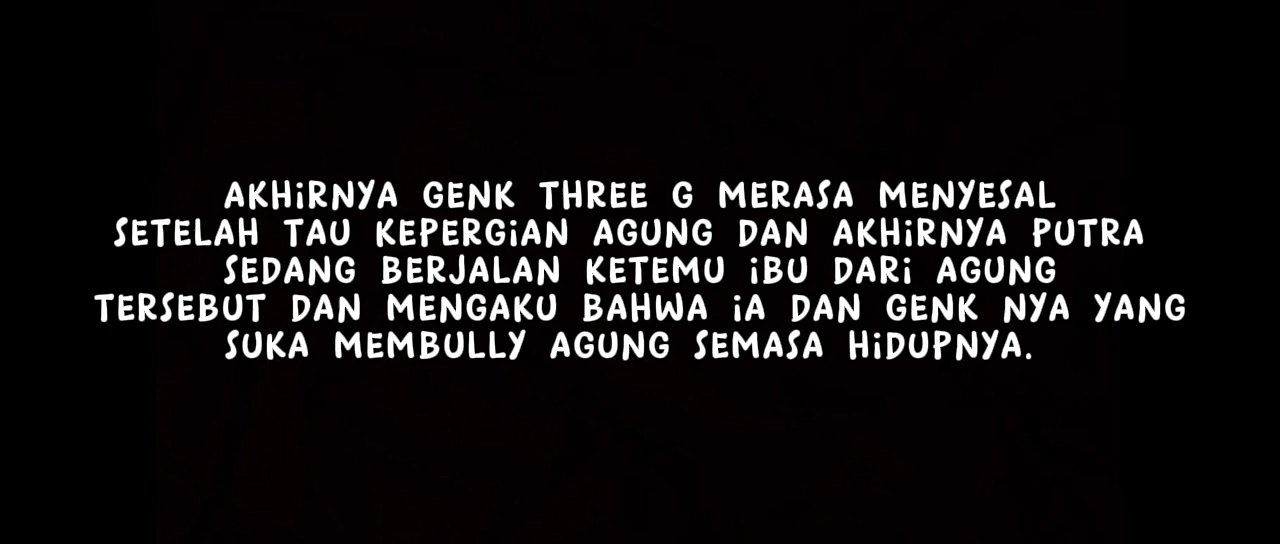 AKHiRNYA GENK THREE G MERASA MENYESAL
SETELAH TAU KEPERGiAN AGUNG DAN AKHiRNYA PUTRA
SEDANG BERJALAN KETEMU iBU DARi AGUNG
TERSEBUT DAN MENGAKU BAHWA iA DAN GENK NYA YANG
SUKA MEMBULLY AGUNG SEMASA HiDUPNYA.